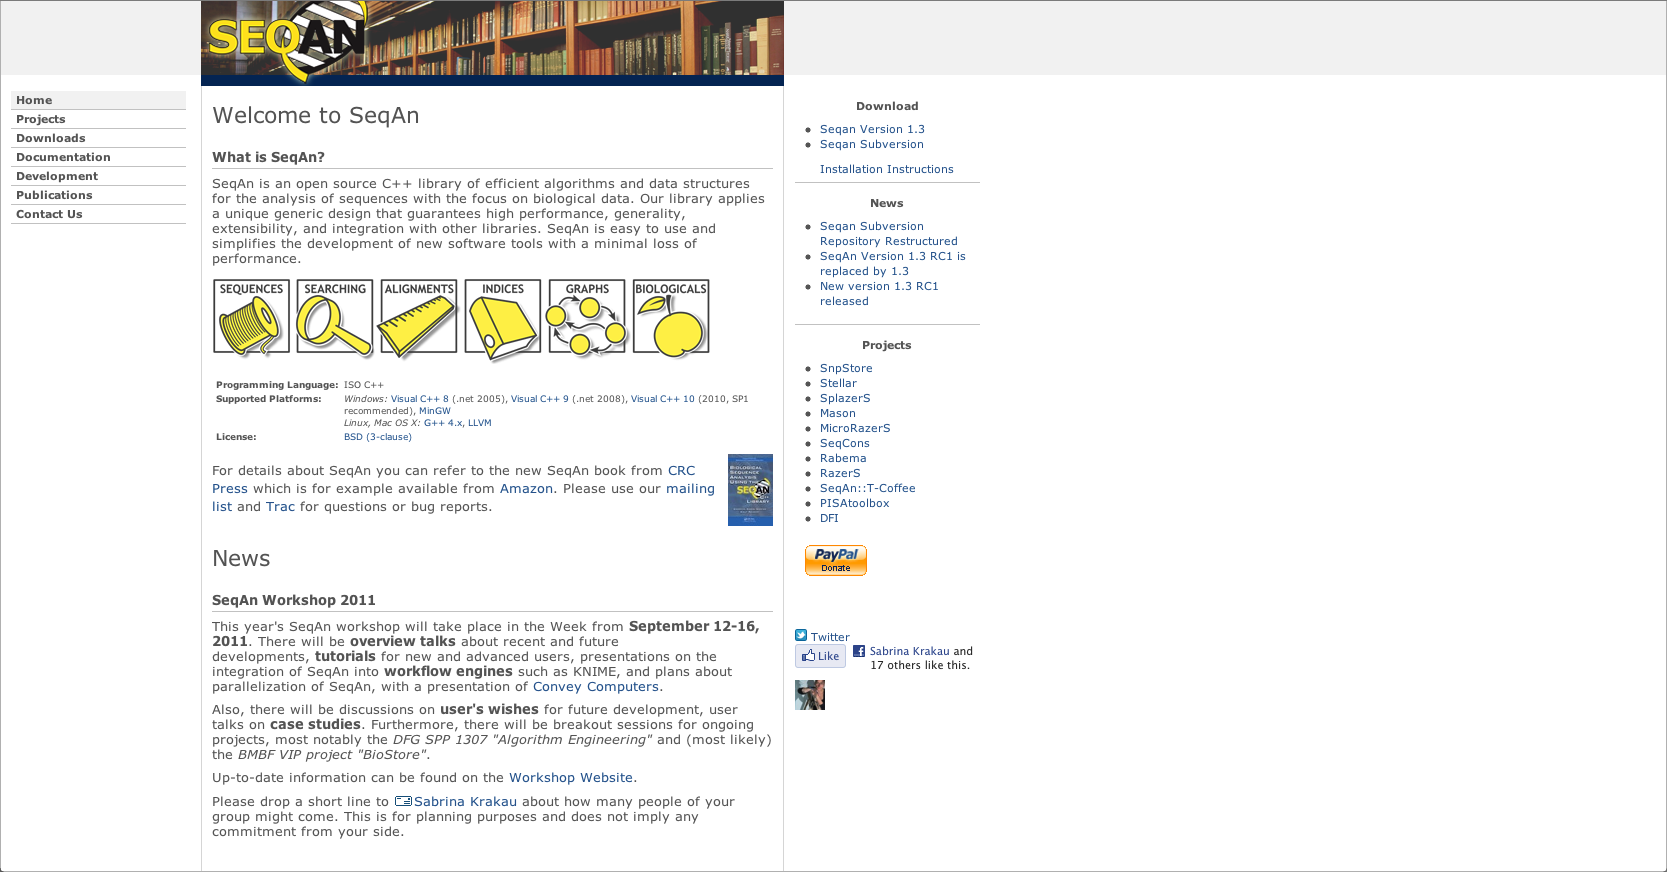 SEQAN
Home
Projects
Downloads
Documentation
Development
Publications
Contact Us
Welcome to SeqAn
What is SeqAn?
SeqAn is an open source C++ library of efficient algorithms and data structures
for the analysis of sequences with the focus on biological data. Our library applies
a unique generic design that guarantees high performance, generality,
extensibility, and integration with other libraries. SeqAn is easy to use and
simplifies the development of new software tools with a minimal loss of
performance.
SEQUENCES SEARCHING ALIGNMENTS INDICES GRAPHS BIOLOGICALS
Programming Language: ISO C++
Supported Platforms: Windows: Visual C++ 8 (.net 2005), Visual C++ 9 (.net 2008), Visual C++ 10 (2010, SP1
recommended), MinGW
Linux, Mac OS X: G++ 4.x, LLVM
License: BSD (3-clause)
For details about SeqAn you can refer to the new SeqAn book from CRC
Press which is for example available from Amazon. Please use our mailing
list and Trac for questions or bug reports.
BIOLOGICAL
SEQUENCE
ANALYSIS
USING THE
SEQAN
C++
LIBRARY
News
SeqAn Workshop 2011
This year's SeqAn workshop will take place in the Week from September 12-16,
2011. There will be overview talks about recent and future
developments, tutorials for new and advanced users, presentations on the
integration of SeqAn into workflow engines such as KNIME, and plans about
parallelization of SeqAn, with a presentation of Convey Computers.
Also, there will be discussions on user's wishes for future development, user
talks on case studies. Furthermore, there will be breakout sessions for ongoing
projects, most notably the DFG SPP 1307 "Algorithm Engineering" and (most likely)
the BMBF VIP project "BioStore".
Up-to-date information can be found on the Workshop Website.
Please drop a short line to Sabrina Krakau about how many people of your
group might come. This is for planning purposes and does not imply any
commitment from your side.
Download
Seqan Version 1.3
Seqan Subversion
Installation Instructions
News
Seqan Subversion
Repository Restructured
SeqAn Version 1.3 RC1 is
replaced by 1.3
New version 1.3 RC1
released
Projects
SnpStore
Stellar
SplazerS
Mason
MicroRazerS
SeqCons
Rabema
RazerS
SeqAn::T-Coffee
PISAtoolbox
DFI
PayPal
Donate
Twitter
Like
Sabrina Krakau and
17 others like this.